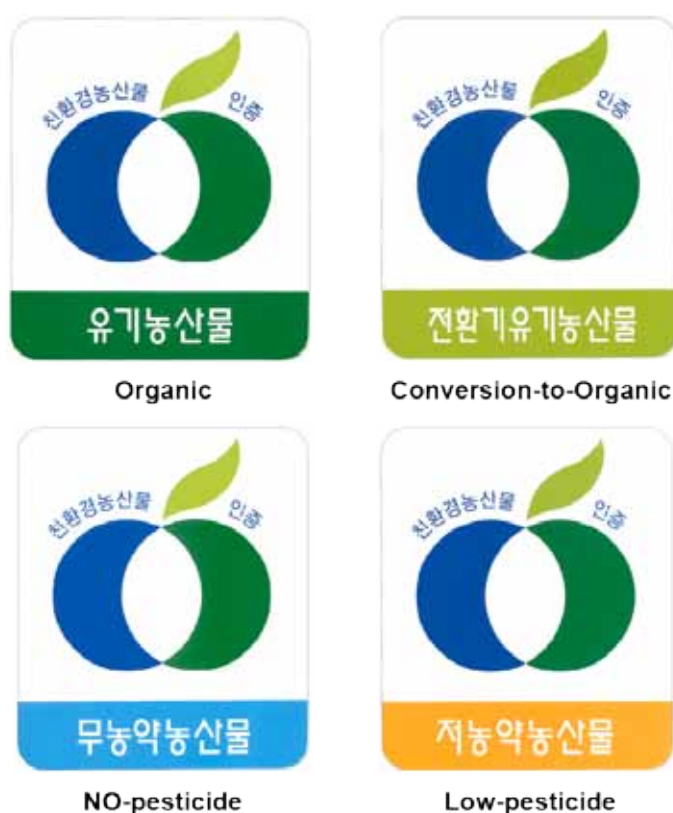 친환경농산물 인증
유기농산물
Organic
친환경농산물 인증
전환기유기농산물
Conversion-to-Organic
친환경농산물 인증
무농약농산물
NO-pesticide
친환경농산물 인증
저농약농산물
Low-pesticide